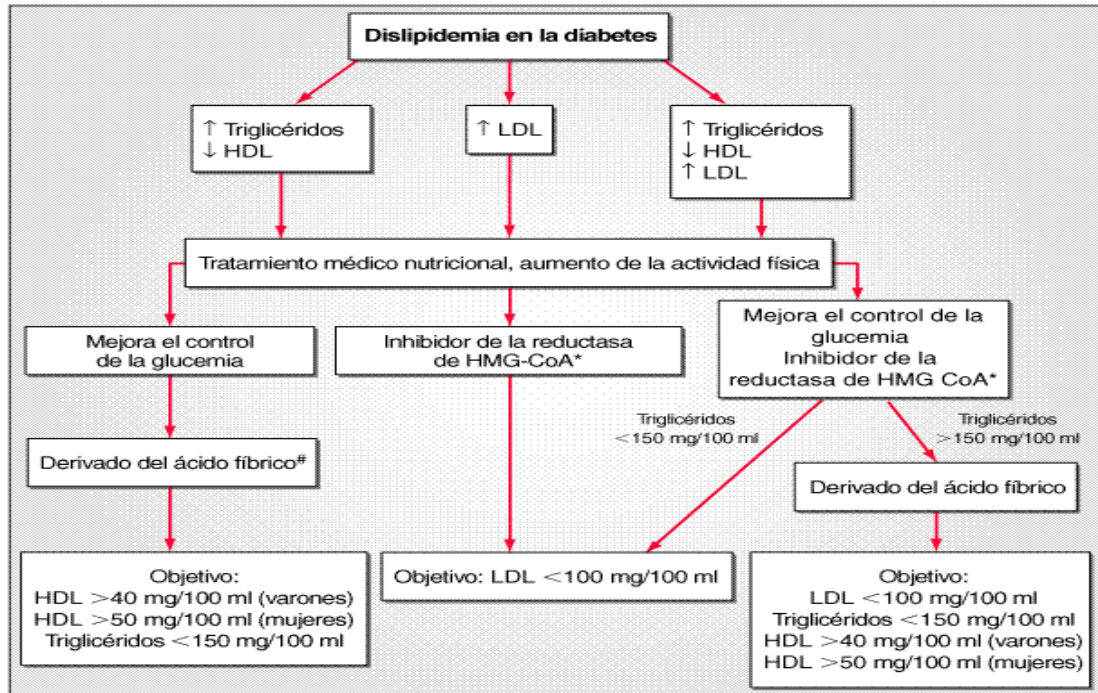 Dislipidemia en la diabetes
↑ Triglicéridos
↓ HDL
↑ LDL
↑ Triglicéridos
↓ HDL
↑ LDL
Tratamiento médico nutricional, aumento de la actividad física
Mejora el control
de la glucemia
Inhibidor de la reductasa
de HMG-CoA*
Mejora el control de la
glucemia
Inhibidor de la
reductasa de HMG CoA*
Triglicéridos
<150 mg/100 ml
Triglicéridos
>150 mg/100 ml
Derivado del ácido fíbrico#
Derivado del ácido fíbrico
Objetivo:
HDL >40 mg/100 ml (varones)
HDL >50 mg/100 ml (mujeres)
Triglicéridos <150 mg/100 ml
Objetivo: LDL <100 mg/100 ml
Objetivo:
LDL <100 mg/100 ml
Triglicéridos <150 mg/100 ml
HDL >40 mg/100 ml (varones)
HDL >50 mg/100 ml (mujeres)